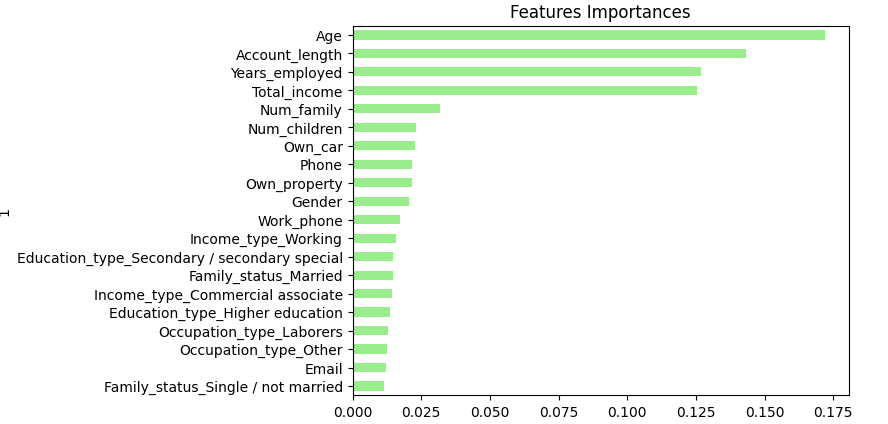 Features Importances
Age
Account_length
Years_employed
Total_income
Num_family
Num_children
Own_car
Phone
Own_property
Gender
Work_phone
Income_type_Working
Education_type_Secondary / secondary special
Family_status_Married
Income_type_Commercial associate
Education_type_Higher education
Occupation_type_Laborers
Occupation_type_Other
Email
Family_status_Single / not married
1
0.000 0.025 0.050 0.075 0.100 0.125 0.150 0.175